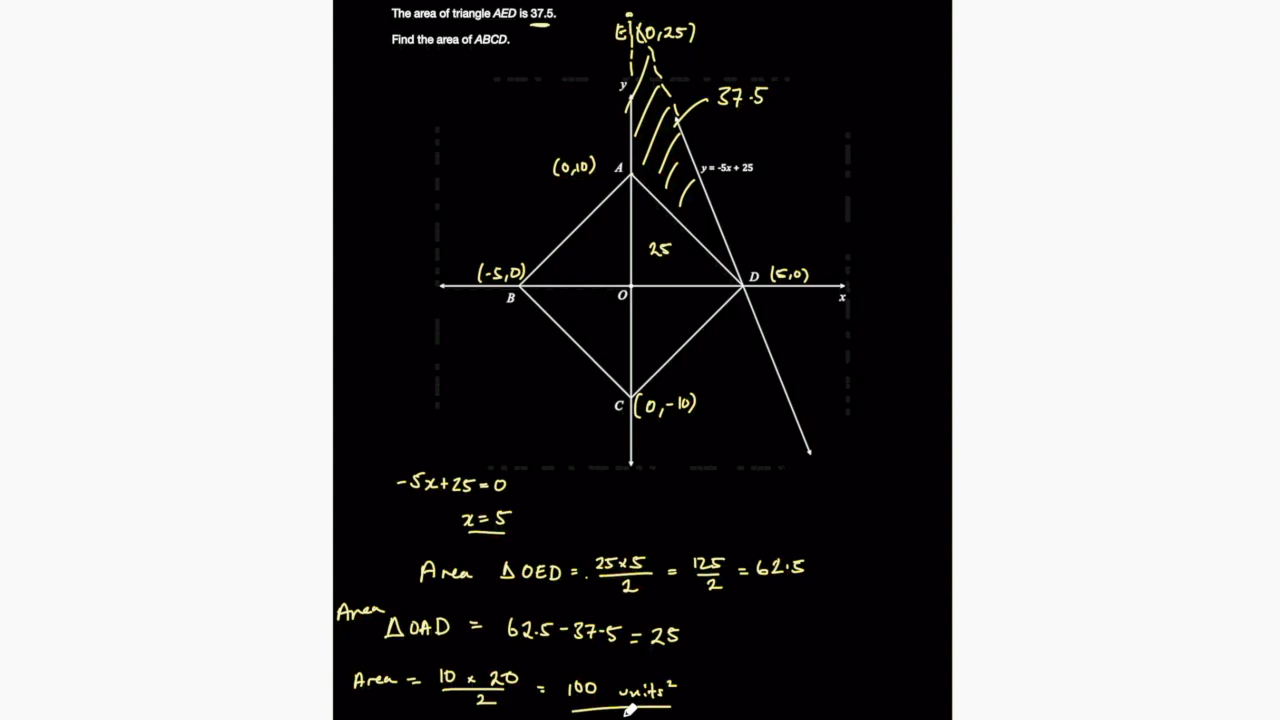 The area of triangle AED is 37.5.
Find the area of ABCD.
E (0,25)
y
37.5
(0,10) A
y = -5x + 25
25
(-5,0)
D (5,0)
B
O
x
C (0,-10)
-5x+25=0
x=5
Area △OED = 25×5/2 = 125/2 = 62.5
Area △OAD = 62.5-37.5=25
Area = 10 × 20/2 = 100 units²